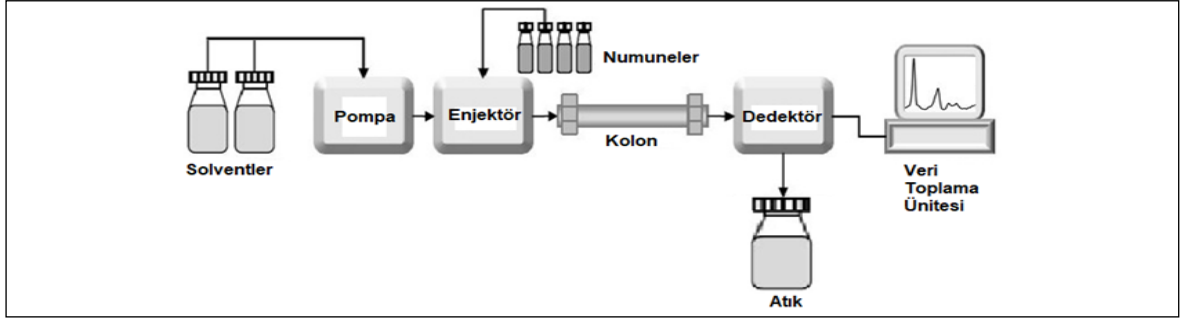 Numuneler
Pompa
Enjektör
Kolon
Dedektör
Solventler
Veri
Toplama
Ünitesi
Atık